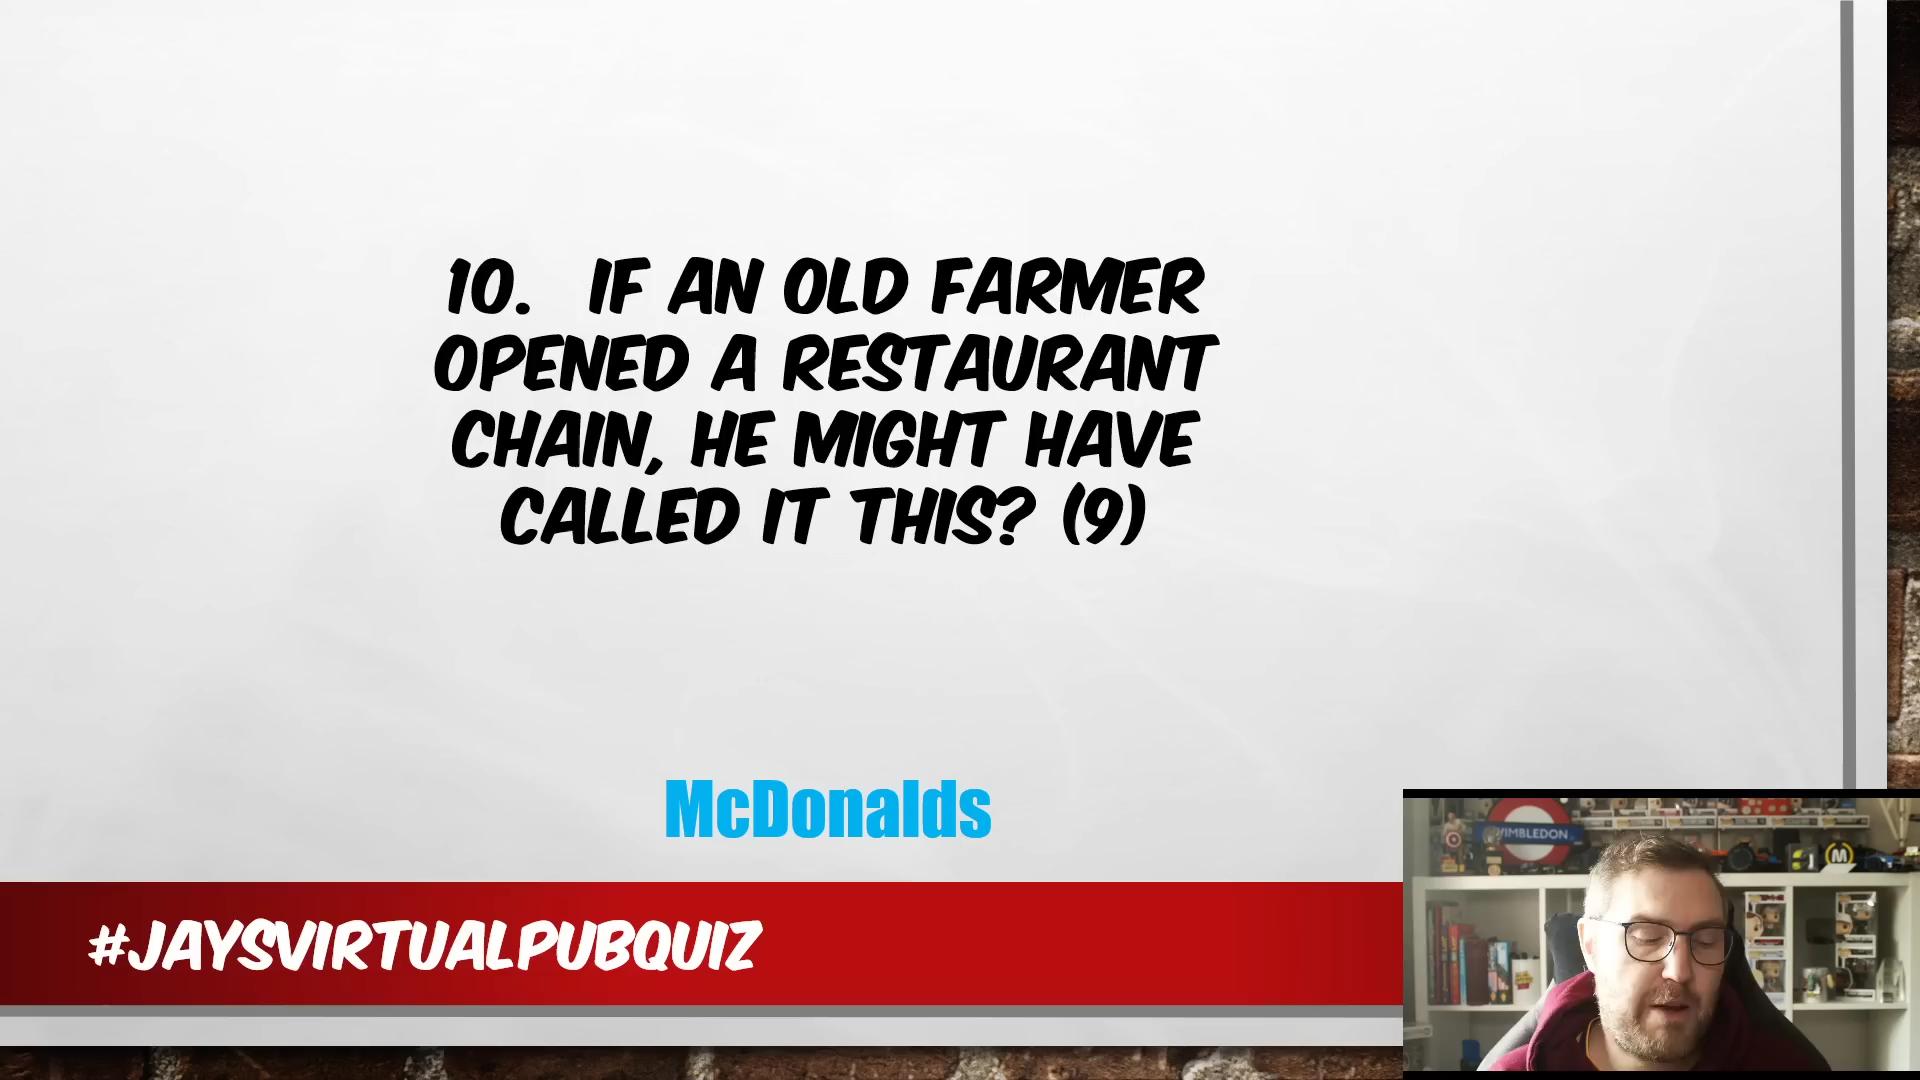 10. IF AN OLD FARMER
OPENED A RESTAURANT
CHAIN, HE MIGHT HAVE
CALLED IT THIS? (9)
McDonalds
#JAYSVIRTUALPUBQUIZ
WIMBLEDON